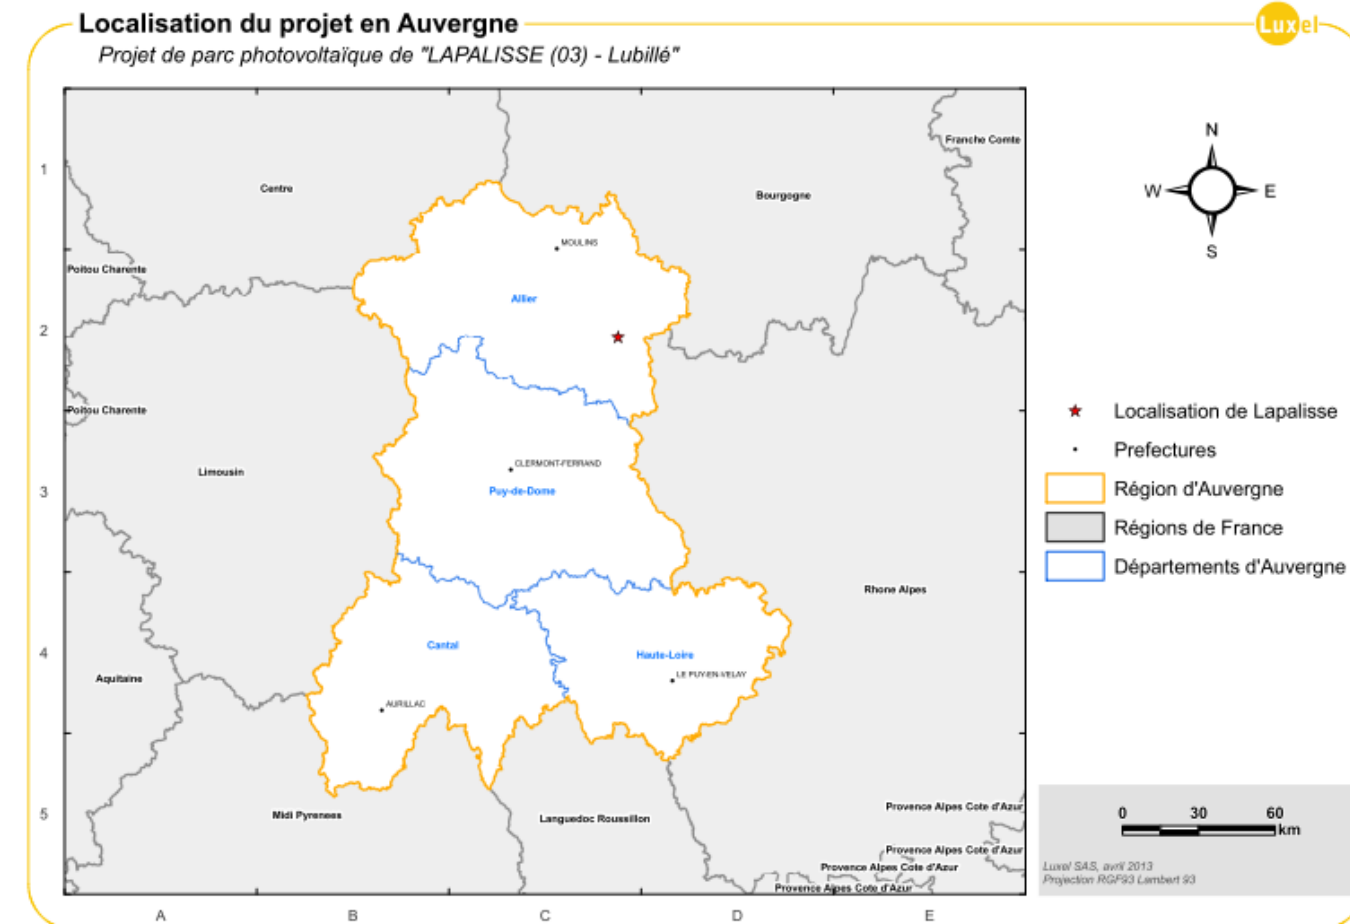 Localisation du projet en Auvergne
Luxel
Projet de parc photovoltaïque de "LAPALISSE (03) - Lubillé"
N
W
E
S
1
2
3
4
5
A
B
C
D
E
Centre
Bourgogne
Franche Comte
Poitou Charente
MOULINS
Allier
Poitou Charente
Limousin
CLERMONT-FERRAND
Puy-de-Dome
Rhone Alpes
Cantal
Haute-Loire
LE PUY-EN-VELAY
Aquitaine
AURILLAC
Midi Pyrenees
Languedoc Roussillon
Provence Alpes Cote d'Azur
Provence Alpes Cote d'Azur
Provence Alpes Cote d'Azur
Provence Alpes Cote d'Azur
Localisation de Lapalisse
Prefectures
Région d'Auvergne
Régions de France
Départements d'Auvergne
0 30 60
km
Luxel SAS, avril 2013
Projection RGF93 Lambert 93